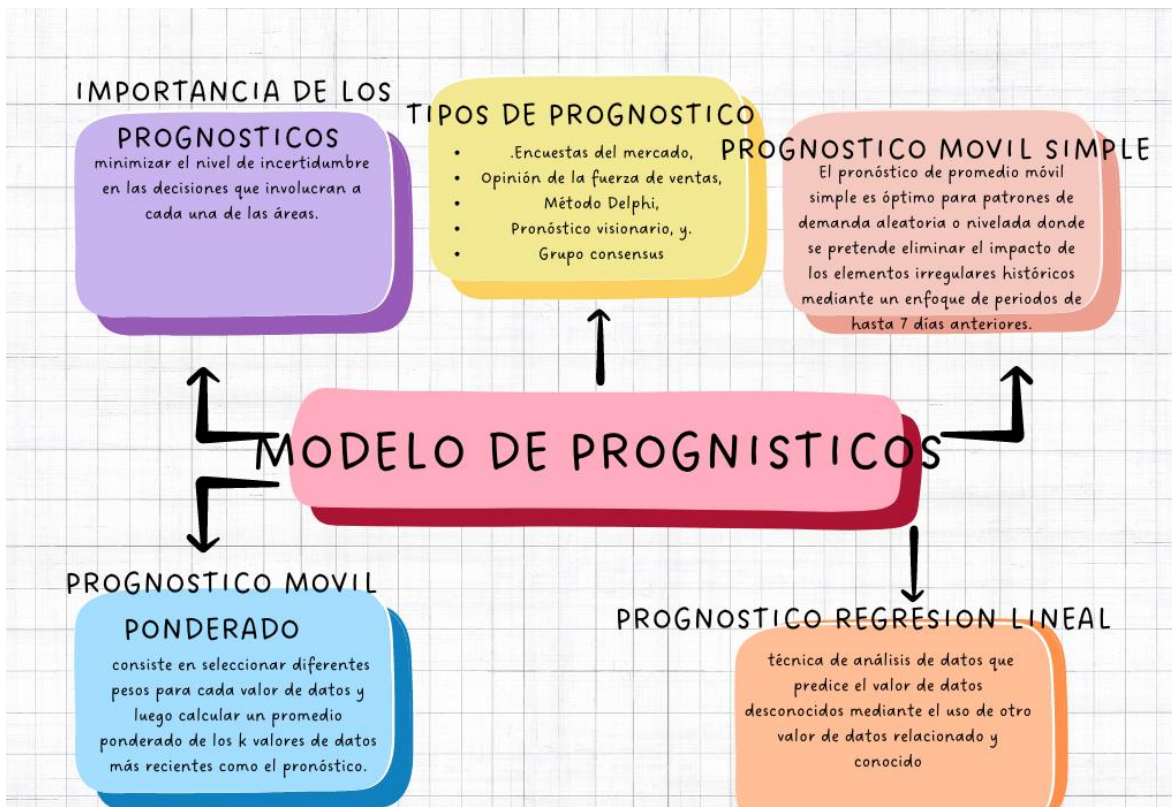 IMPORTANCIA DE LOS
PROGNOSTICOS
minimizar el nivel de incertidumbre
en las decisiones que involucran a
cada una de las áreas.
TIPOS DE PROGNOSTICO
• .Encuestas del mercado,
• Opinión de la fuerza de ventas,
• Método Delphi,
• Pronóstico visionario, y.
• Grupo consensus
PROGNOSTICO MOVIL SIMPLE
El pronóstico de promedio móvil
simple es óptimo para patrones de
demanda aleatoria o nivelada donde
se pretende eliminar el impacto de
los elementos irregulares históricos
mediante un enfoque de periodos de
hasta 7 días anteriores.
MODELO DE PROGNISTICOS
PROGNOSTICO MOVIL
PONDERADO
consiste en seleccionar diferentes
pesos para cada valor de datos y
luego calcular un promedio
ponderado de los k valores de datos
más recientes como el pronóstico.
PROGNOSTICO REGRESION LINEAL
técnica de análisis de datos que
predice el valor de datos
desconocidos mediante el uso de otro
valor de datos relacionado y
conocido